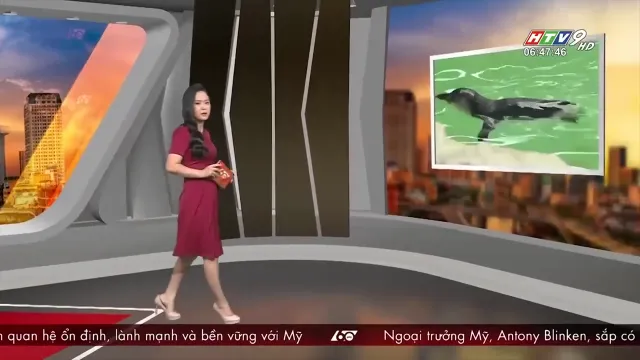 HTV9 HD
06:47:46
n quan hệ ổn định, lành mạnh và bền vững với Mỹ
60
Ngoại trưởng Mỹ, Antony Blinken, sắp có